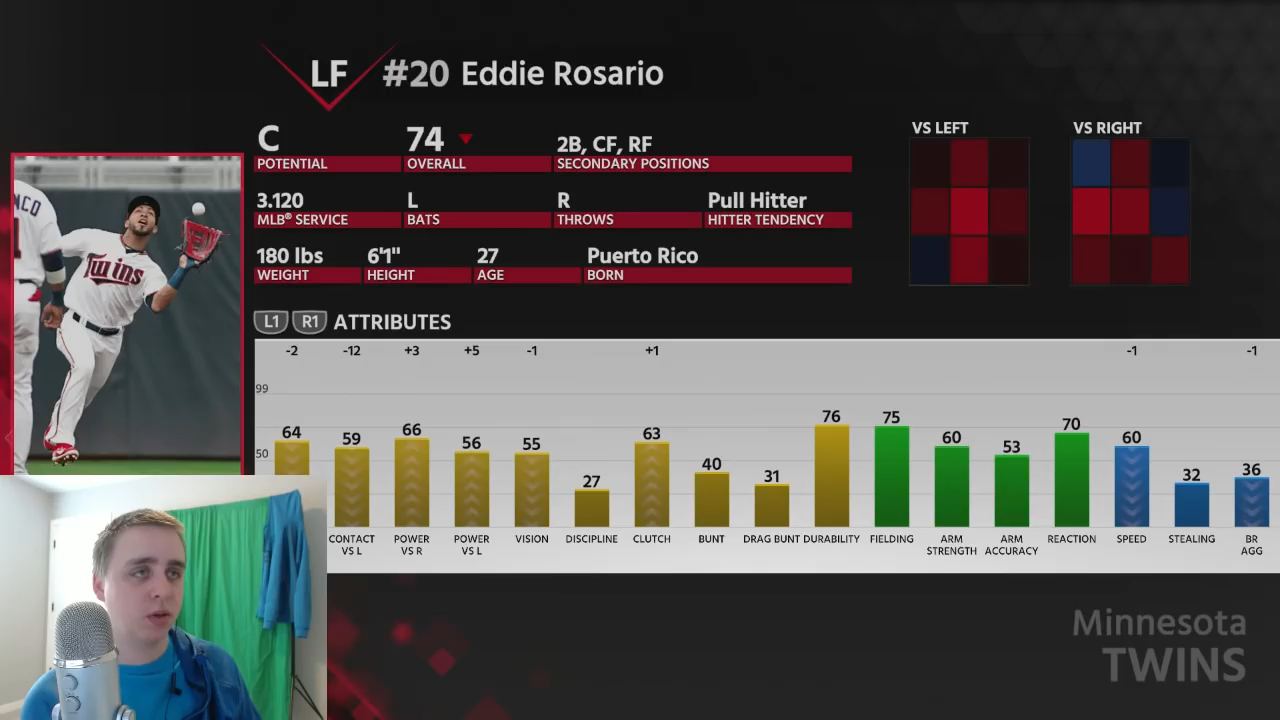 LF #20 Eddie Rosario
C 74 2B, CF, RF
POTENTIAL OVERALL SECONDARY POSITIONS
3.120 L R Pull Hitter
MLB® SERVICE BATS THROWS HITTER TENDENCY
180 lbs 6'1" 27 Puerto Rico
WEIGHT HEIGHT AGE BORN
VS LEFT VS RIGHT
NCO
Twins
L1 R1 ATTRIBUTES
-2 -12 +3 +5 -1 +1 -1 -1
99
50
64 59 66 56 55 27 63 40 31 76 75 60 53 70 60 32 36
CONTACT VS L POWER VS R POWER VS L VISION DISCIPLINE CLUTCH BUNT DRAG BUNT DURABILITY FIELDING ARM STRENGTH ARM ACCURACY REACTION SPEED STEALING BR AGG
Minnesota
TWINS